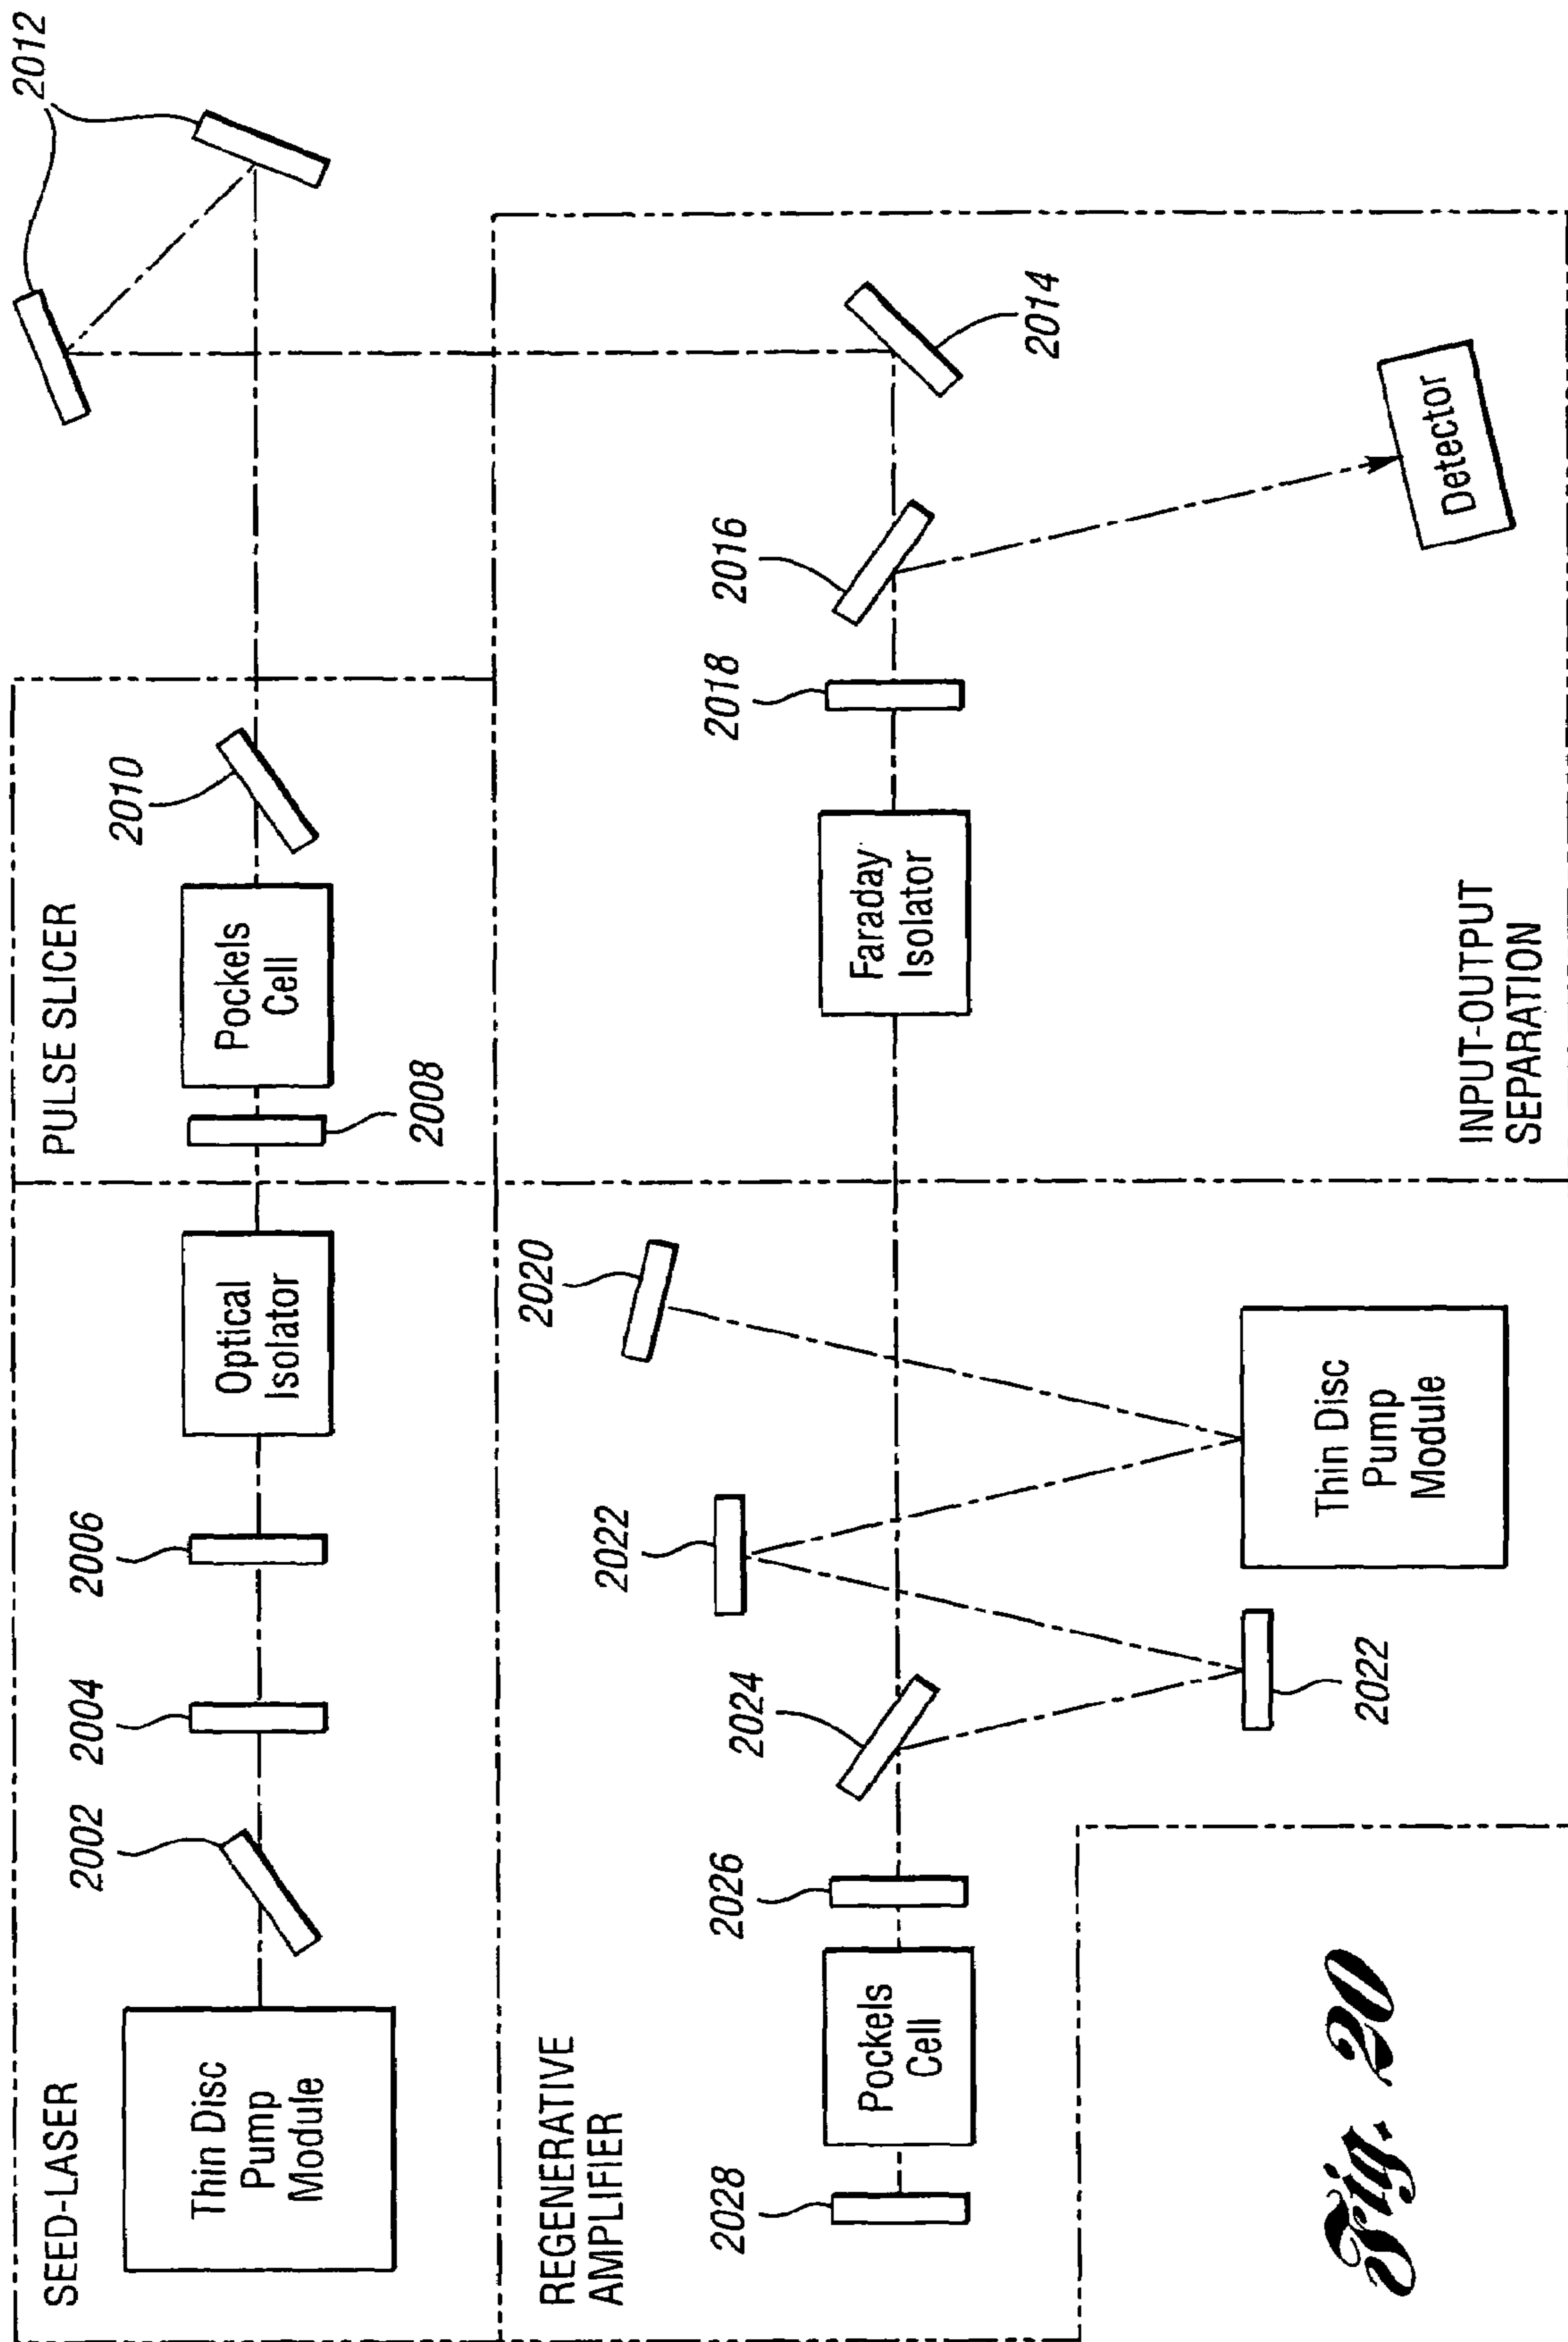 SEED-LASER
Thin Disc
Pump
Module
2002
2004
2006
Optical
Isolator
PULSE SLICER
2008
Pockels
Cell
2010
2012
REGENERATIVE
AMPLIFIER
2028
Pockels
Cell
2026
2024
2022
2022
2020
Thin Disc
Pump
Module
Faraday
Isolator
2018
2016
2014
Detector
INPUT-OUTPUT
SEPARATION
Fig. 20